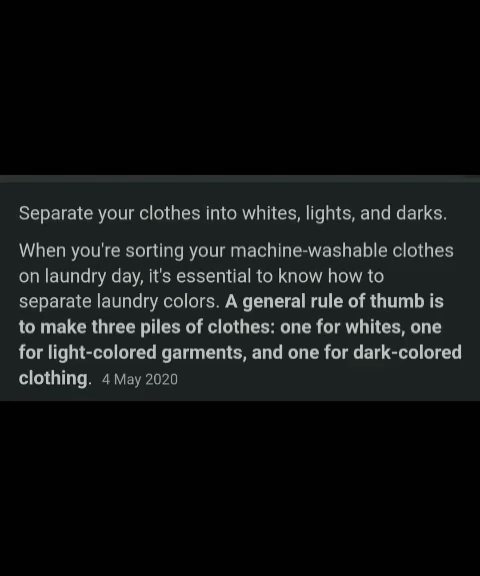 Separate your clothes into whites, lights, and darks.
When you're sorting your machine-washable clothes
on laundry day, it's essential to know how to
separate laundry colors. A general rule of thumb is
to make three piles of clothes: one for whites, one
for light-colored garments, and one for dark-colored
clothing. 4 May 2020